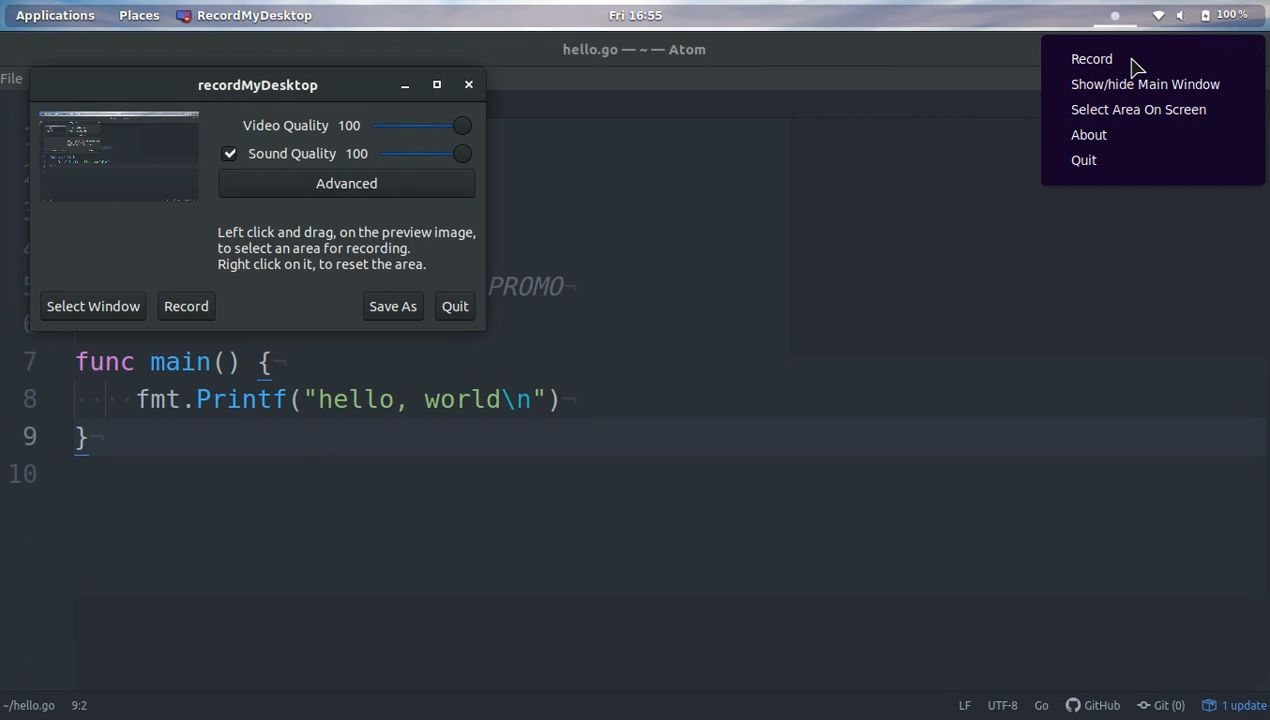 Applications Places RecordMyDesktop Fri 16:55 100%
hello.go — ~ — Atom
File
recordMyDesktop
Video Quality 100
Sound Quality 100
Advanced
Left click and drag, on the preview image,
to select an area for recording.
Right click on it, to reset the area.
Select Window Record Save As Quit
Record
Show/hide Main Window
Select Area On Screen
About
Quit
PROMO¬
7 func main() {¬
8 ····fmt.Printf("hello, world\n")¬
9 }¬
10
~/hello.go 9:2 LF UTF-8 Go GitHub Git (0) 1 update